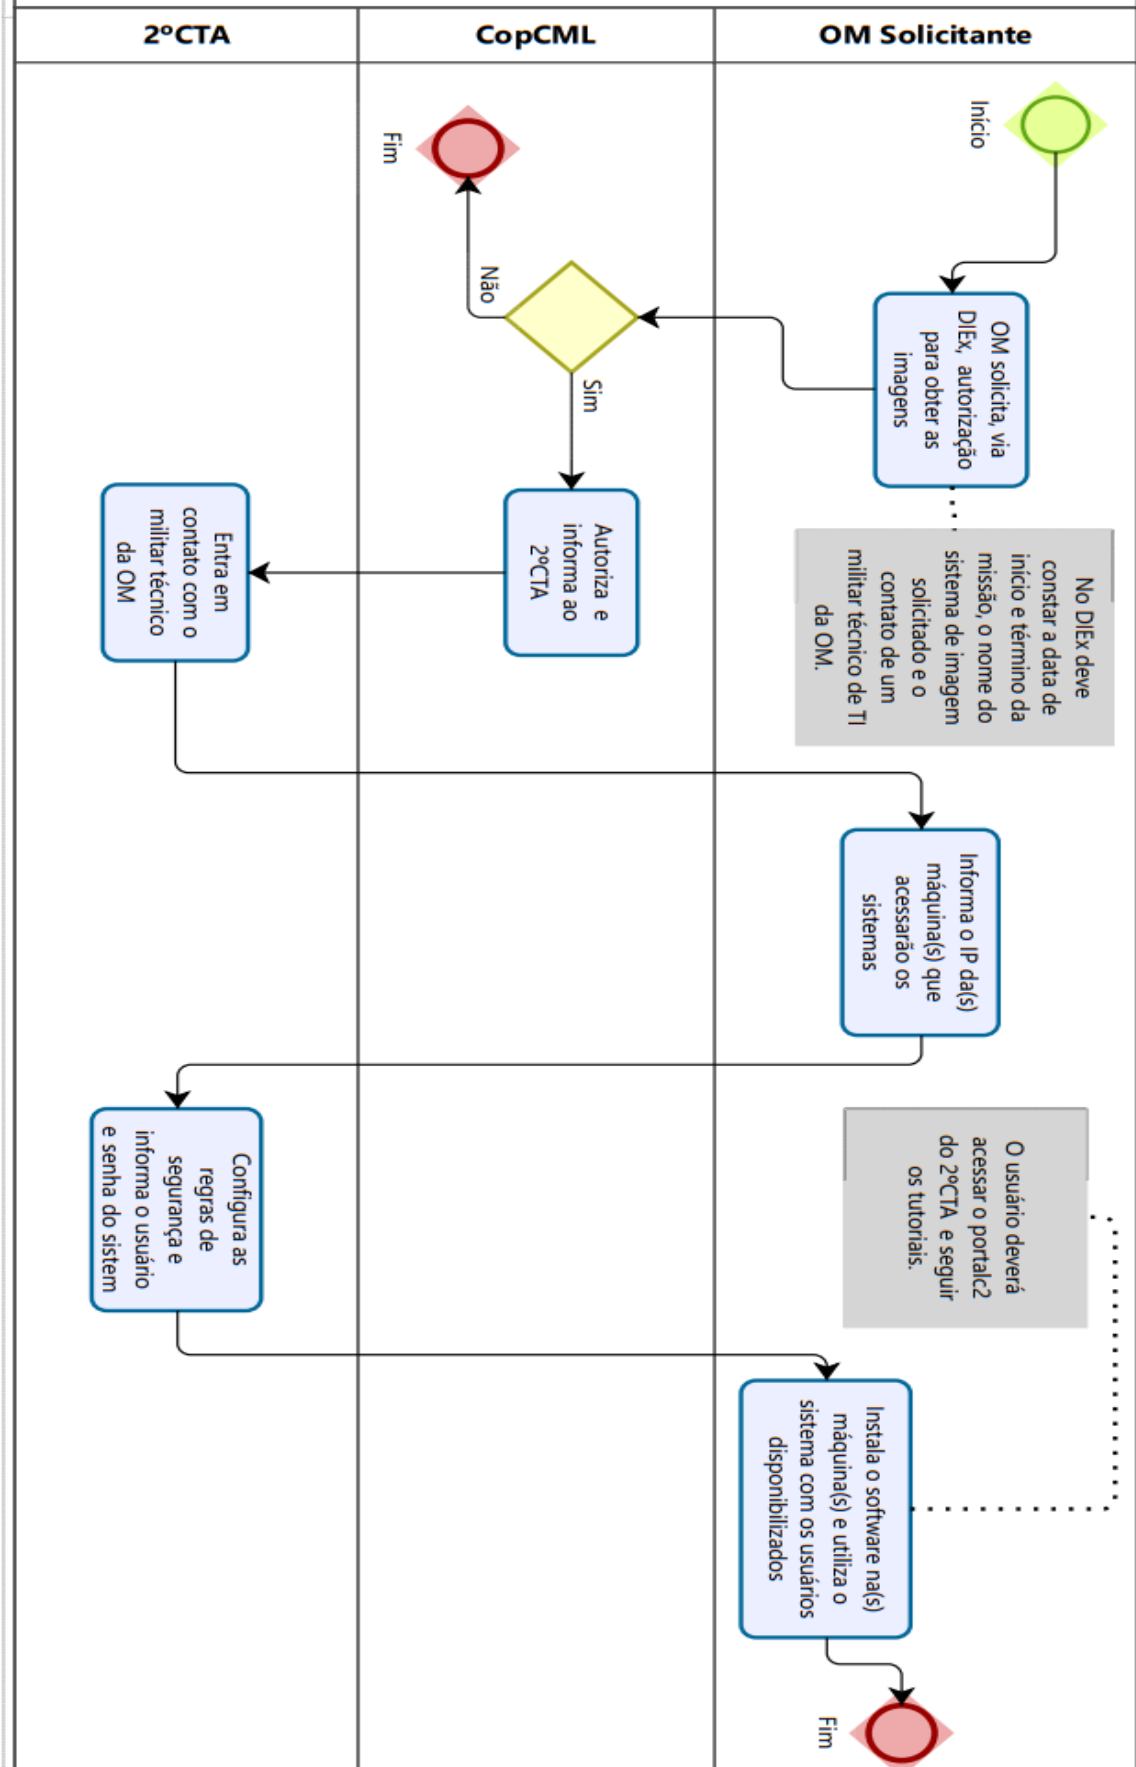 2ºCTA
CopCML
OM Solicitante
Início
OM solicita, via
DIEx, autorização
para obter as
imagens
No DIEx deve
constar a data de
início e término da
missão, o nome do
sistema de imagem
solicitado e o
contato de um
militar técnico de TI
da OM.
Fim
Não
Sim
Autoriza e
informa ao
2ºCTA
Entra em
contato com o
militar técnico
da OM
Informa o IP da(s)
máquina(s) que
acessarão os
sistemas
Configura as
regras de
segurança e
informa o usuário
e senha do sistem
O usuário deverá
acessar o portalc2
do 2ºCTA e seguir
os tutoriais.
Instala o software na(s)
máquina(s) e utiliza o
sistema com os usuários
disponibilizados
Fim